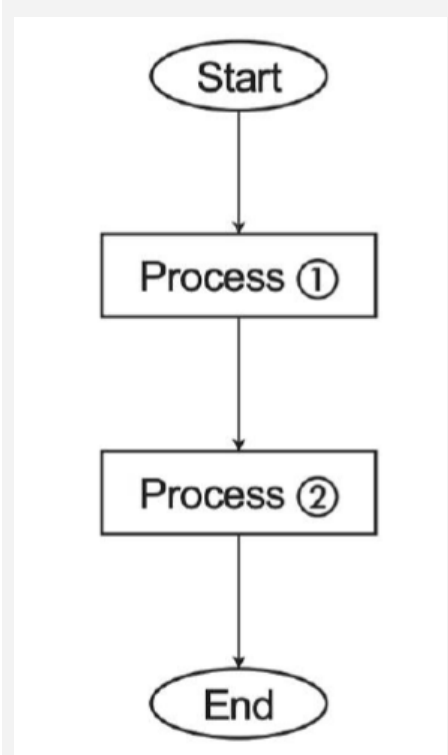 Start
Process ①
Process ②
End